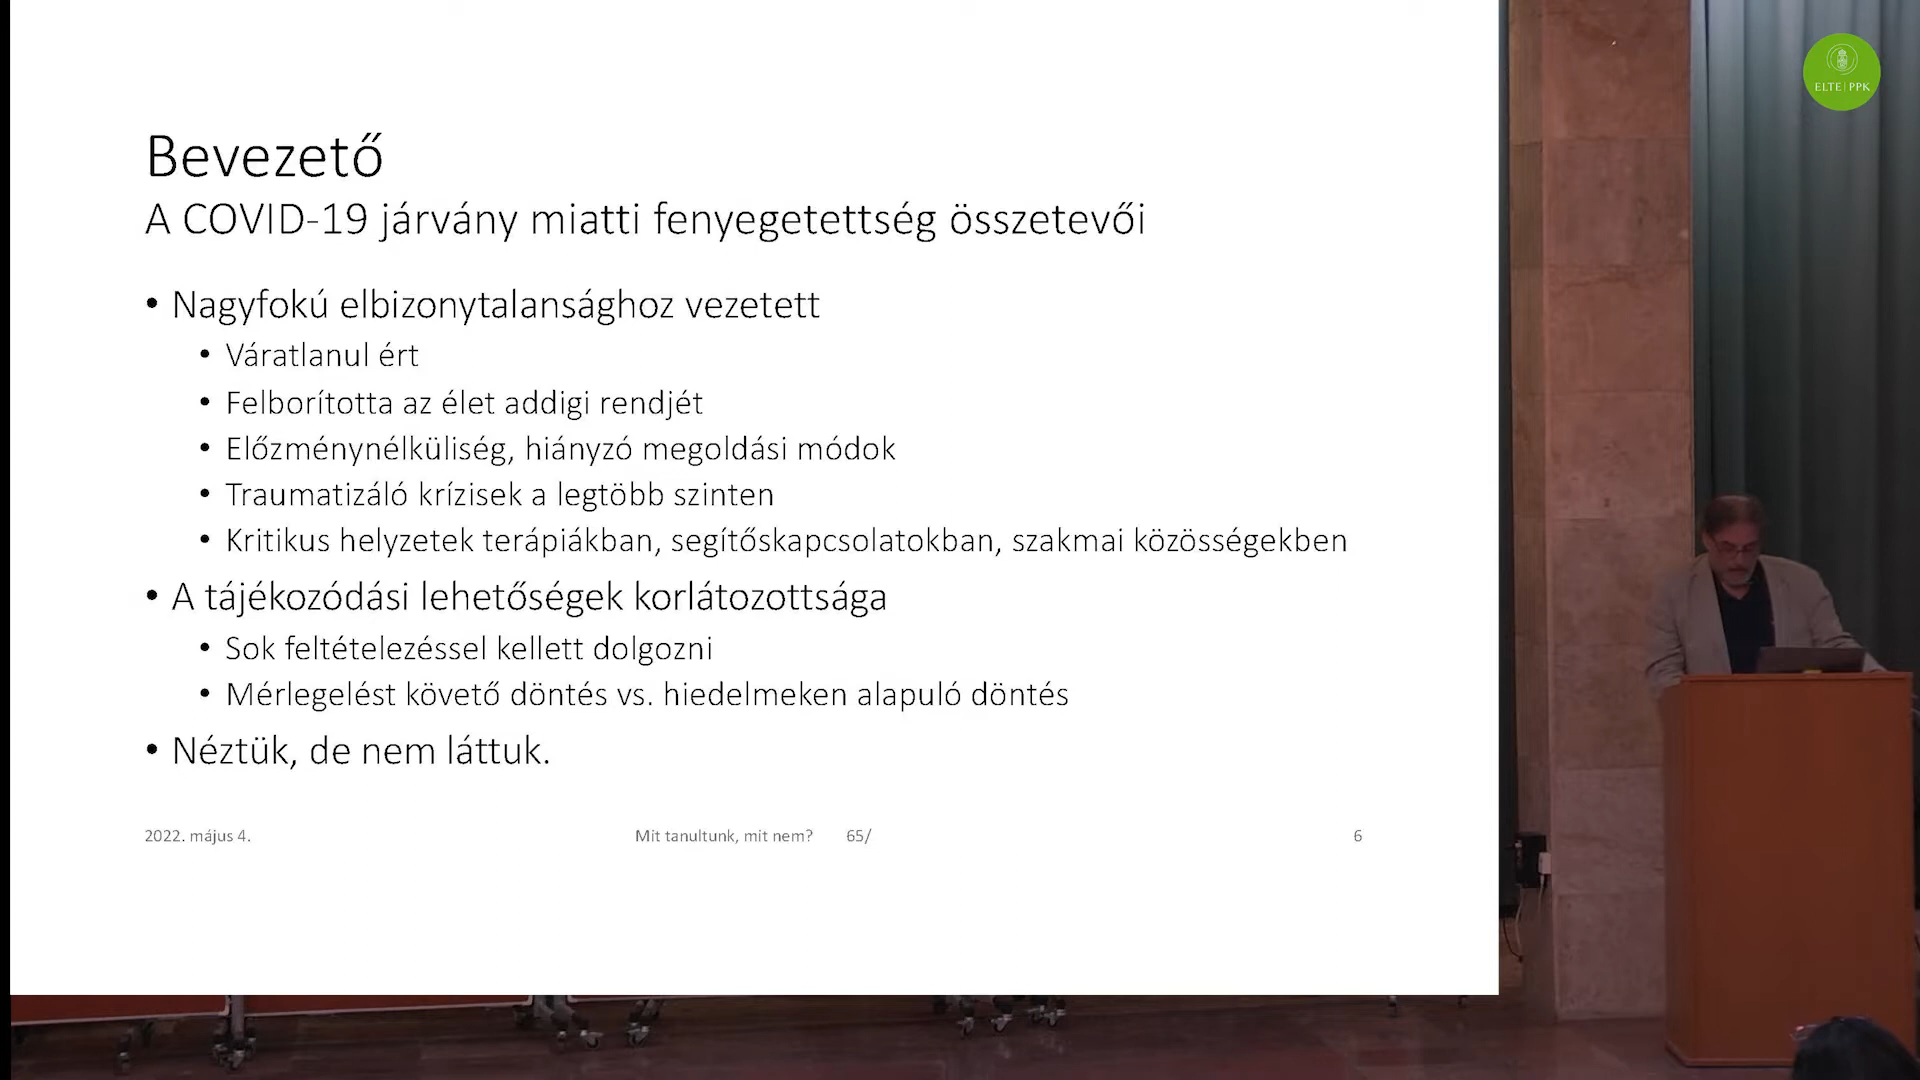 Bevezető
A COVID-19 járvány miatti fenyegetettség összetevői
• Nagyfokú elbizonytalansághoz vezetett
• Váratlanul ért
• Felborította az élet addigi rendjét
• Előzménynélküliség, hiányzó megoldási módok
• Traumatizáló krízisek a legtöbb szinten
• Kritikus helyzetek terápiákban, segítőskapcsolatokban, szakmai közösségekben
• A tájékozódási lehetőségek korlátozottsága
• Sok feltételezéssel kellett dolgozni
• Mérlegelést követő döntés vs. hiedelmeken alapuló döntés
• Néztük, de nem láttuk.
2022. május 4. Mit tanultunk, mit nem? 65/ 6
ELTE | PPK